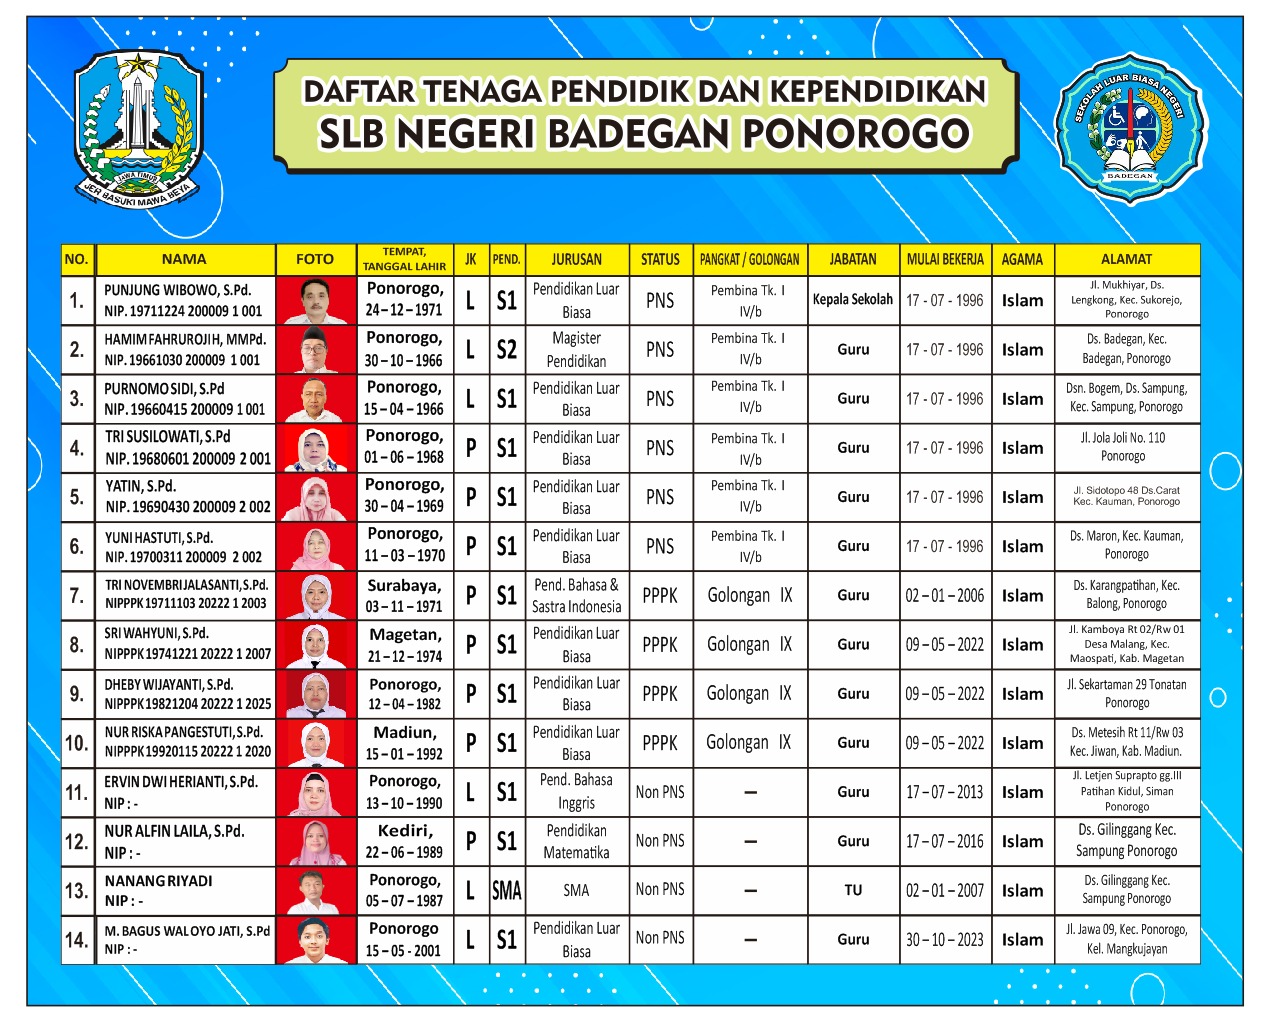 DAFTAR TENAGA PENDIDIK DAN KEPENDIDIKAN
SLB NEGERI BADEGAN PONOROGO
JAWA TIMUR
JER BASUKI MAWA BEYA
SEKOLAH LUAR BIASA NEGERI
BADEGAN
NO. NAMA FOTO TEMPAT, TANGGAL LAHIR JK PEND. JURUSAN STATUS PANGKAT / GOLONGAN JABATAN MULAI BEKERJA AGAMA ALAMAT
1. PUNJUNG WIBOWO, S.Pd. NIP. 19711224 200009 1 001 Ponorogo, 24 – 12 – 1971 L S1 Pendidikan Luar Biasa PNS Pembina Tk. I IV/b Kepala Sekolah 17 - 07 - 1996 Islam Jl. Mukhiyar, Ds. Lengkong, Kec. Sukorejo, Ponorogo
2. HAMIM FAHRUROJI H, MMPd. NIP. 19661030 200009 1 001 Ponorogo, 30 – 10 – 1966 L S2 Magister Pendidikan PNS Pembina Tk. I IV/b Guru 17 - 07 - 1996 Islam Ds. Badegan, Kec. Badegan, Ponorogo
3. PURNOMO SIDI, S.Pd NIP. 19660415 200009 1 001 Ponorogo, 15 – 04 – 1966 L S1 Pendidikan Luar Biasa PNS Pembina Tk. I IV/b Guru 17 - 07 - 1996 Islam Dsn. Bogem, Ds. Sampung, Kec. Sampung, Ponorogo
4. TRI SUSILOWATI, S.Pd NIP. 19680601 200009 2 001 Ponorogo, 01 – 06 – 1968 P S1 Pendidikan Luar Biasa PNS Pembina Tk. I IV/b Guru 17 - 07 - 1996 Islam Jl. Jola Joli No. 110 Ponorogo
5. YATIN, S.Pd. NIP. 19690430 200009 2 002 Ponorogo, 30 – 04 – 1969 P S1 Pendidikan Luar Biasa PNS Pembina Tk. I IV/b Guru 17 - 07 - 1996 Islam Jl. Sidotopo 48 Ds.Carat Kec. Kauman, Ponorogo
6. YUNI HASTUTI, S.Pd. NIP. 19700311 200009 2 002 Ponorogo, 11 – 03 – 1970 P S1 Pendidikan Luar Biasa PNS Pembina Tk. I IV/b Guru 17 - 07 - 1996 Islam Ds. Maron, Kec. Kauman, Ponorogo
7. TRI NOVEMBRIJALASANTI, S.Pd. NIPPPK 19711103 20222 1 2003 Surabaya, 03 – 11 – 1971 P S1 Pend. Bahasa & Sastra Indonesia PPPK Golongan IX Guru 02 – 01 – 2006 Islam Ds. Karangpatihan, Kec. Balong, Ponorogo
8. SRI WAHYUNI, S.Pd. NIPPPK 19741221 20222 1 2007 Magetan, 21 – 12 – 1974 P S1 Pendidikan Luar Biasa PPPK Golongan IX Guru 09 – 05 – 2022 Islam Jl. Kamboya Rt 02/Rw 01 Desa Malang, Kec. Maospati, Kab. Magetan
9. DHEBY WIJAYANTI, S.Pd. NIPPPK 19821204 20222 1 2025 Ponorogo, 12 – 04 – 1982 P S1 Pendidikan Luar Biasa PPPK Golongan IX Guru 09 – 05 – 2022 Islam Jl. Sekartaman 29 Tonatan Ponorogo
10. NUR RISKA PANGESTUTI, S.Pd. NIPPPK 19920115 20222 1 2020 Madiun, 15 – 01 – 1992 P S1 Pendidikan Luar Biasa PPPK Golongan IX Guru 09 – 05 – 2022 Islam Ds. Metesih Rt 11/Rw 03 Kec. Jiwan, Kab. Madiun.
11. ERVIN DWI HERIANTI, S.Pd. NIP : - Ponorogo, 13 – 10 – 1990 L S1 Pend. Bahasa Inggris Non PNS – Guru 17 – 07 – 2013 Islam Jl. Letjen Suprapto gg.III Patihan Kidul, Siman Ponorogo
12. NUR ALFIN LAILA, S.Pd. NIP : - Kediri, 22 – 06 – 1989 P S1 Pendidikan Matematika Non PNS – Guru 17 – 07 – 2016 Islam Ds. Gilinggang Kec. Sampung Ponorogo
13. NANANG RIYADI NIP : - Ponorogo, 05 – 07 – 1987 L SMA SMA Non PNS – TU 02 – 01 – 2007 Islam Ds. Gilinggang Kec. Sampung Ponorogo
14. M. BAGUS WALOYO JATI, S.Pd NIP : - Ponorogo 15 – 05 - 2001 L S1 Pendidikan Luar Biasa Non PNS – Guru 30 – 10 – 2023 Islam Jl. Jawa 09, Kec. Ponorogo, Kel. Mangkujayan